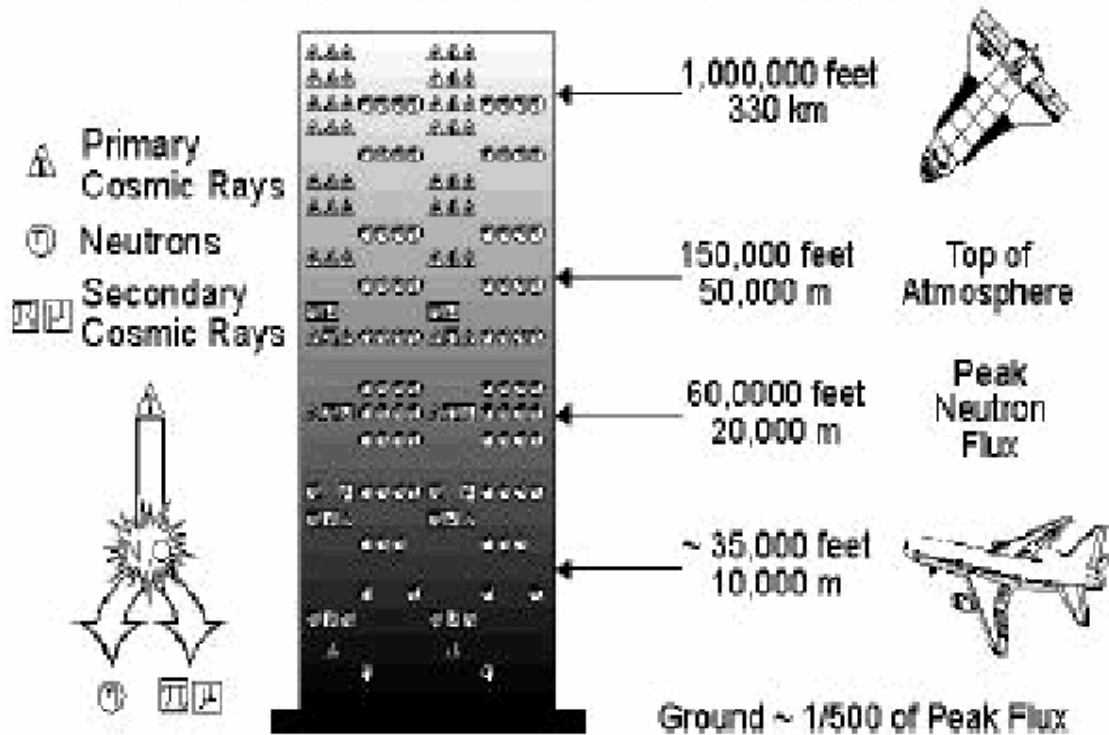 Primary
Cosmic Rays
Neutrons
Secondary
Cosmic Rays
1,000,000 feet
330 km
150,000 feet
50,000 m
Top of
Atmosphere
60,0000 feet
20,000 m
Peak
Neutron
Flux
~ 35,000 feet
10,000 m
Ground ~ 1/500 of Peak Flux